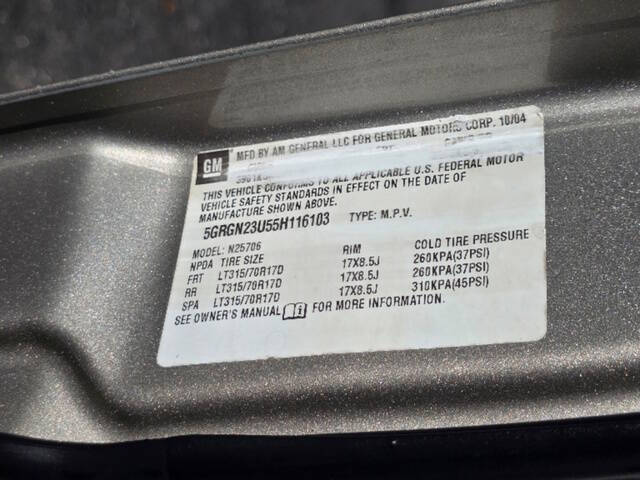 GM MFD BY AM GENERAL LLC FOR GENERAL MOTORS CORP. 10/04
THIS VEHICLE CONFORMS TO ALL APPLICABLE U.S. FEDERAL MOTOR
VEHICLE SAFETY STANDARDS IN EFFECT ON THE DATE OF
MANUFACTURE SHOWN ABOVE.
5GRGN23U55H116103 TYPE: M.P.V.
MODEL: N25706
NPDA TIRE SIZE RIM COLD TIRE PRESSURE
FRT LT315/70R17D 17X8.5J 260KPA(37PSI)
RR LT315/70R17D 17X8.5J 260KPA(37PSI)
SPA LT315/70R17D 17X8.5J 310KPA(45PSI)
SEE OWNER'S MANUAL FOR MORE INFORMATION.